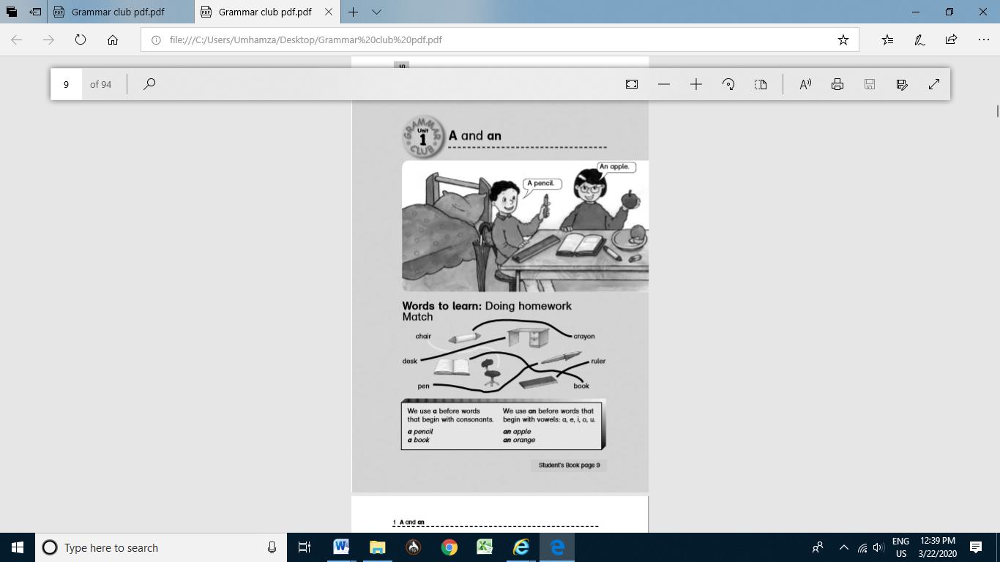 Grammar club pdf.pdf
Grammar club pdf.pdf
file:///C:/Users/Umhamza/Desktop/Grammar%20club%20pdf.pdf
10
9 of 94
GRAMMAR
Unit
1
CLUB
A and an
An apple.
A pencil.
Words to learn: Doing homework
Match
chair
crayon
desk
ruler
pen
book
We use a before words
that begin with consonants.
a pencil
a book
We use an before words that
begin with vowels: a, e, i, o, u.
an apple
an orange
Student's Book page 9
1 A and an
Type here to search
ENG
US
12:39 PM
3/22/2020